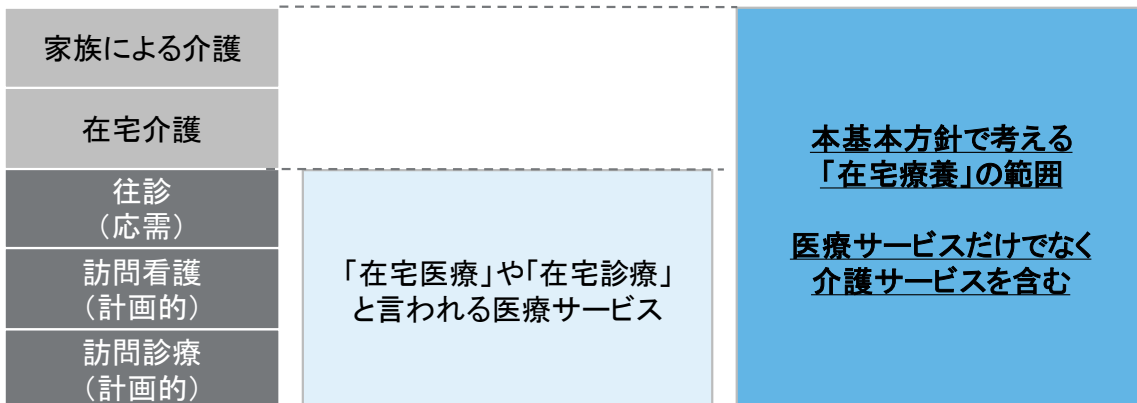 家族による介護
在宅介護
往診
（応需）
訪問看護
（計画的）
訪問診療
（計画的）
「在宅医療」や「在宅診療」
と言われる医療サービス
本基本方針で考える
「在宅療養」の範囲
医療サービスだけでなく
介護サービスを含む